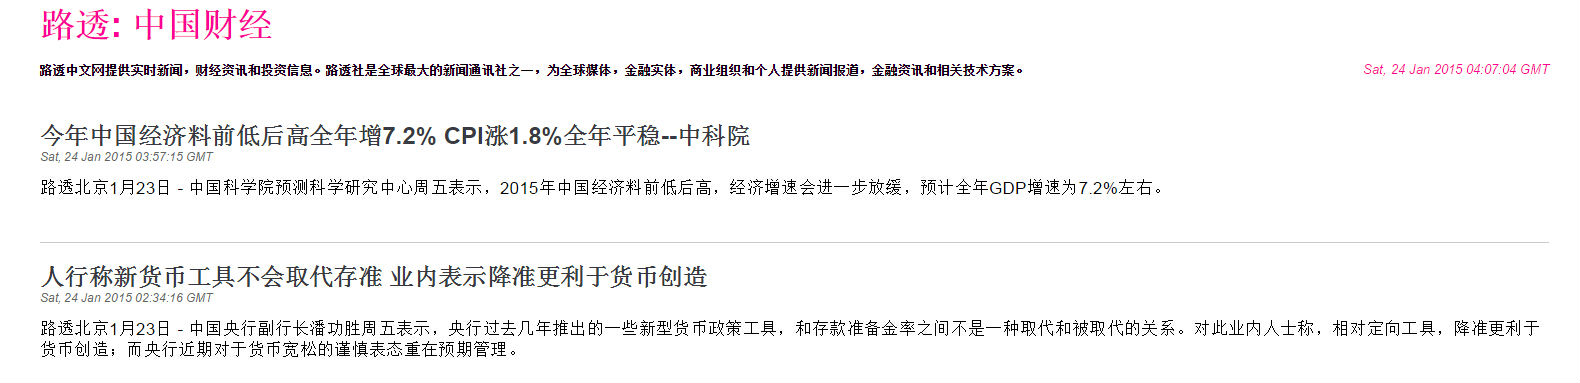 路透: 中国财经
路透中文网提供实时新闻，财经资讯和投资信息。路透社是全球最大的新闻通讯社之一，为全球媒体，金融实体，商业组织和个人提供新闻报道，金融资讯和相关技术方案。
Sat, 24 Jan 2015 04:07:04 GMT
今年中国经济料前低后高全年增7.2% CPI涨1.8%全年平稳--中科院
Sat, 24 Jan 2015 03:57:15 GMT
路透北京1月23日 - 中国科学院预测科学研究中心周五表示，2015年中国经济料前低后高，经济增速会进一步放缓，预计全年GDP增速为7.2%左右。
人行称新货币工具不会取代存准 业内表示降准更利于货币创造
Sat, 24 Jan 2015 02:34:16 GMT
路透北京1月23日 - 中国央行副行长潘功胜周五表示，央行过去几年推出的一些新型货币政策工具，和存款准备金率之间不是一种取代和被取代的关系。对此业内人士称，相对定向工具，降准更利于
货币创造；而央行近期对于货币宽松的谨慎表态重在预期管理。